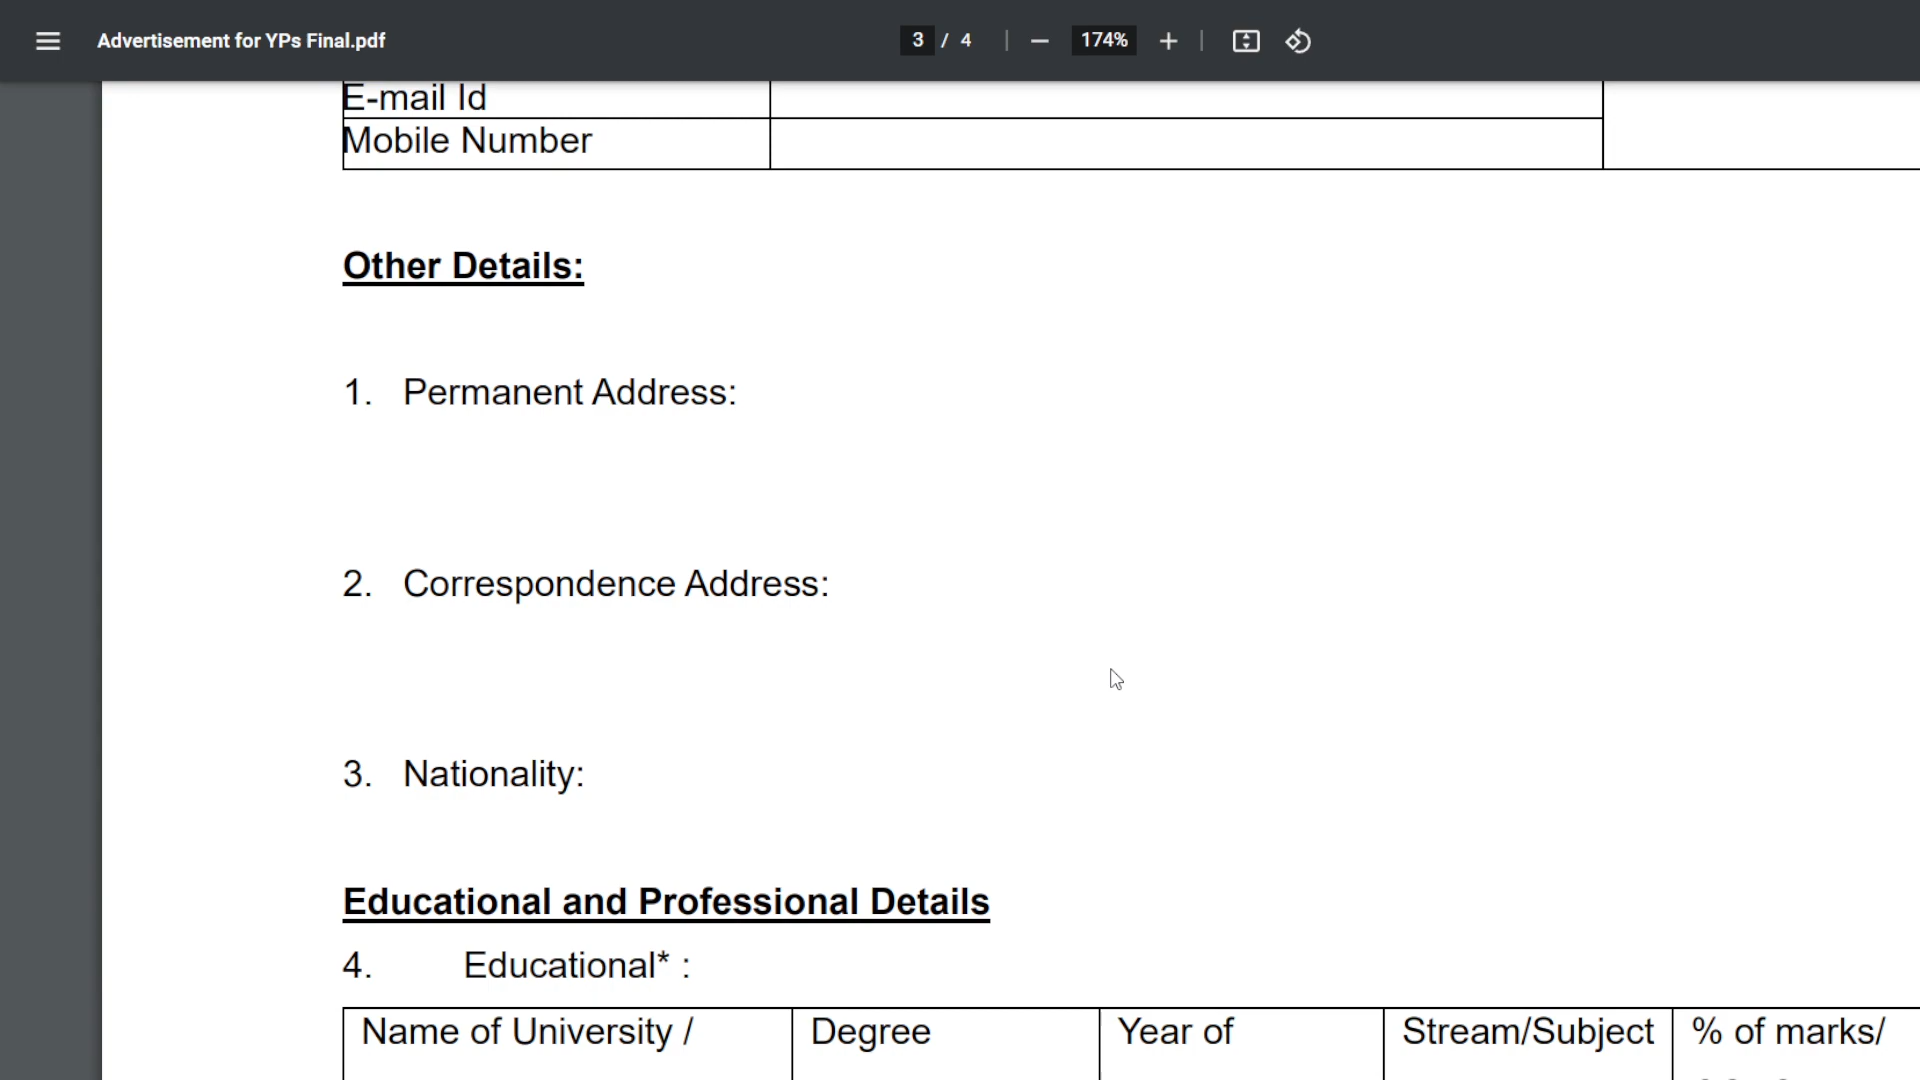 Advertisement for YPs Final.pdf
3 / 4
174%
E-mail Id
Mobile Number
Other Details:
1. Permanent Address:
2. Correspondence Address:
3. Nationality:
Educational and Professional Details
4. Educational* :
Name of University / Degree Year of Stream/Subject % of marks/